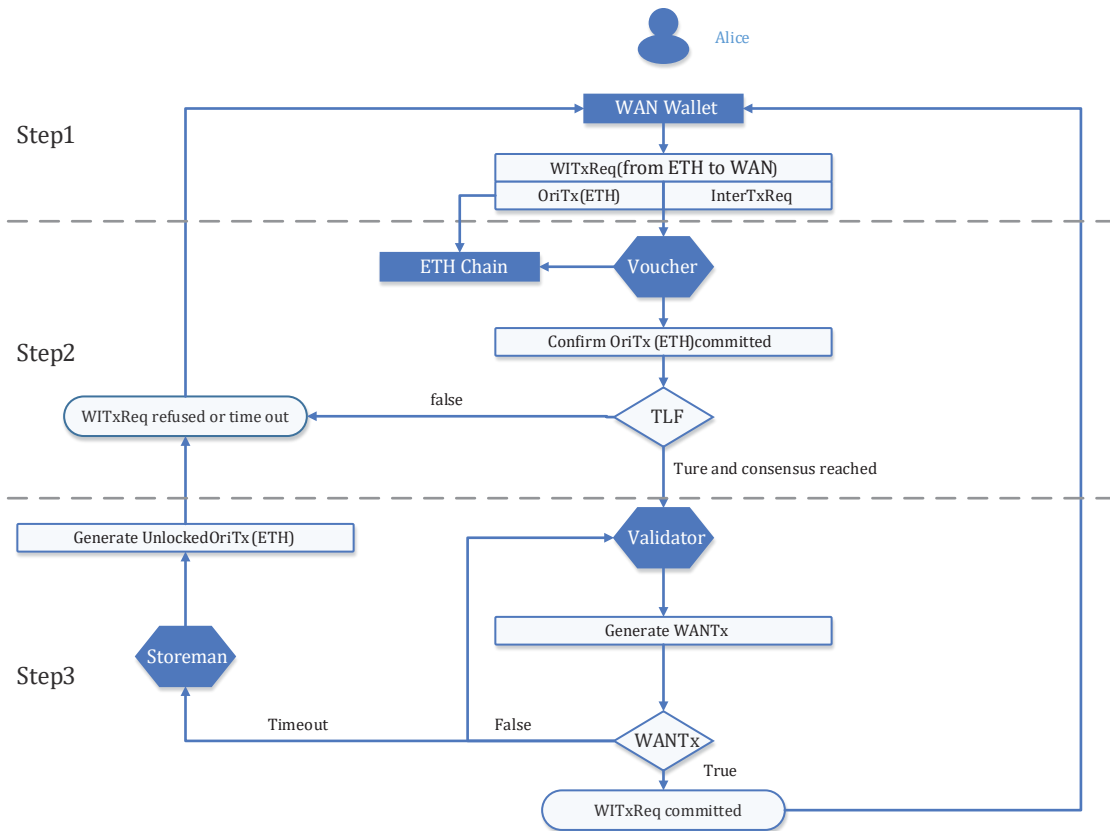 Alice
WAN Wallet
Step1
WITxReq(from ETH to WAN)
OriTx(ETH)
InterTxReq
ETH Chain
Voucher
Confirm OriTx (ETH)committed
Step2
false
WITxReq refused or time out
TLF
Ture and consensus reached
Generate UnlockedOriTx (ETH)
Validator
Generate WANTx
Storeman
Step3
Timeout
False
WANTx
True
WITxReq committed